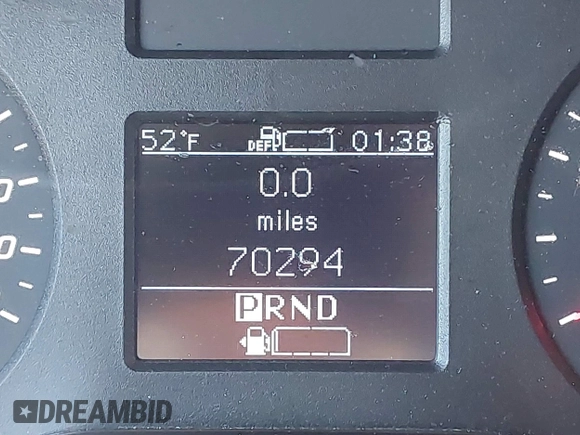 52°F DEF 01:38
0.0
miles
70294
PRND
DREAMBID